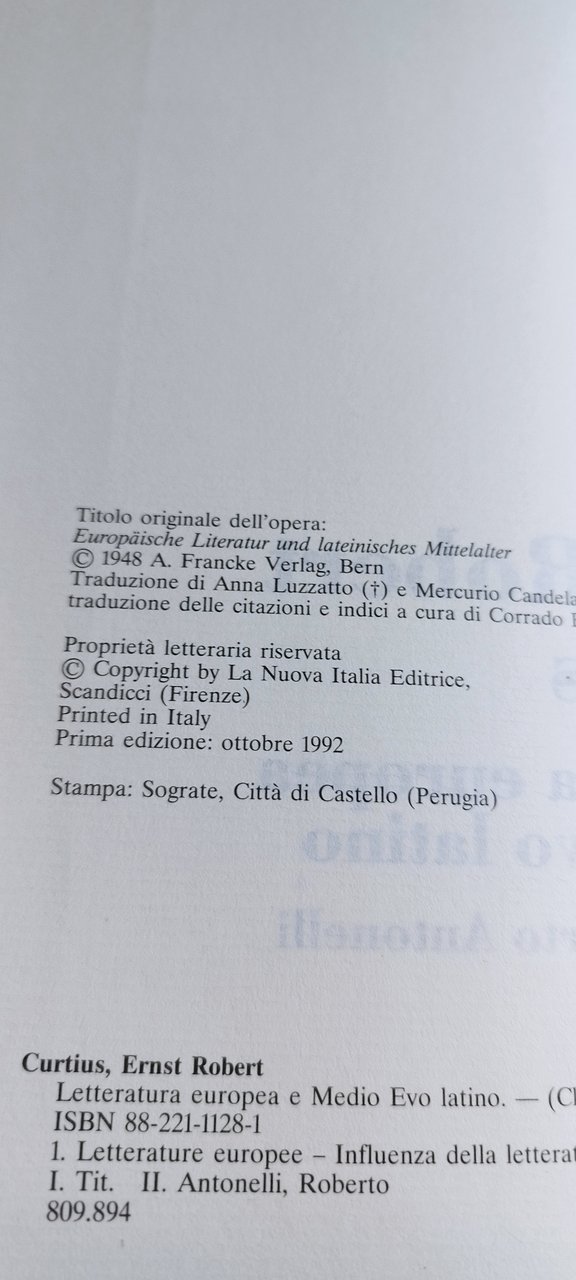 Titolo originale dell'opera:
Europäische Literatur und lateinisches Mittelalter
© 1948 A. Francke Verlag, Bern
Traduzione di Anna Luzzatto (†) e Mercurio Candela
traduzione delle citazioni e indici a cura di Corrado
Proprietà letteraria riservata
© Copyright by La Nuova Italia Editrice,
Scandicci (Firenze)
Printed in Italy
Prima edizione: ottobre 1992
Stampa: Sograte, Città di Castello (Perugia)
Curtius, Ernst Robert
Letteratura europea e Medio Evo latino. — (Cl
ISBN 88-221-1128-1
1. Letterature europee – Influenza della letterat
I. Tit. II. Antonelli, Roberto
809.894